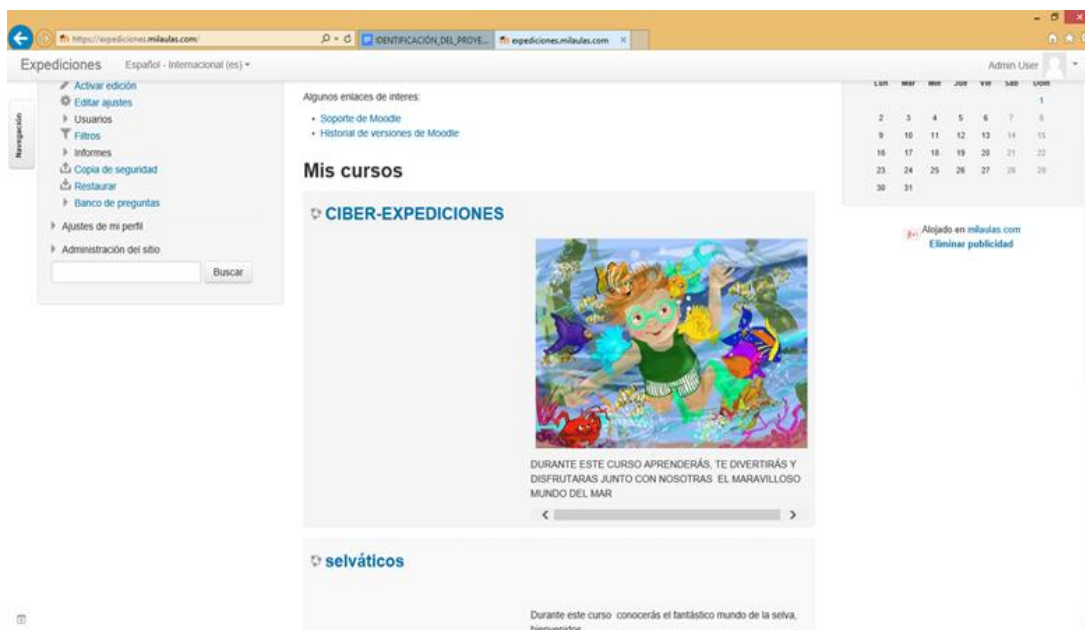 https://expediciones.milaulas.com/
IDENTIFICACIÓN_DEL_PROYE...
expediciones.milaulas.com
Expediciones
Español - Internacional (es)
Admin User
Navegación
Activar edición
Editar ajustes
Usuarios
Filtros
Informes
Copia de seguridad
Restaurar
Banco de preguntas
Ajustes de mi perfil
Administración del sitio
Buscar
Algunos enlaces de interes:
Soporte de Moodle
Historial de versiones de Moodle
Mis cursos
CIBER-EXPEDICIONES
DURANTE ESTE CURSO APRENDERÁS, TE DIVERTIRÁS Y
DISFRUTARAS JUNTO CON NOSOTRAS EL MARAVILLOSO
MUNDO DEL MAR
selváticos
Durante este curso conocerás el fantástico mundo de la selva,
bienvenidos
Lun Mar Mié Jue Vie Sáb Dom
1
2 3 4 5 6 7 8
9 10 11 12 13 14 15
16 17 18 19 20 21 22
23 24 25 26 27 28 29
30 31
Alojado en milaulas.com
Eliminar publicidad